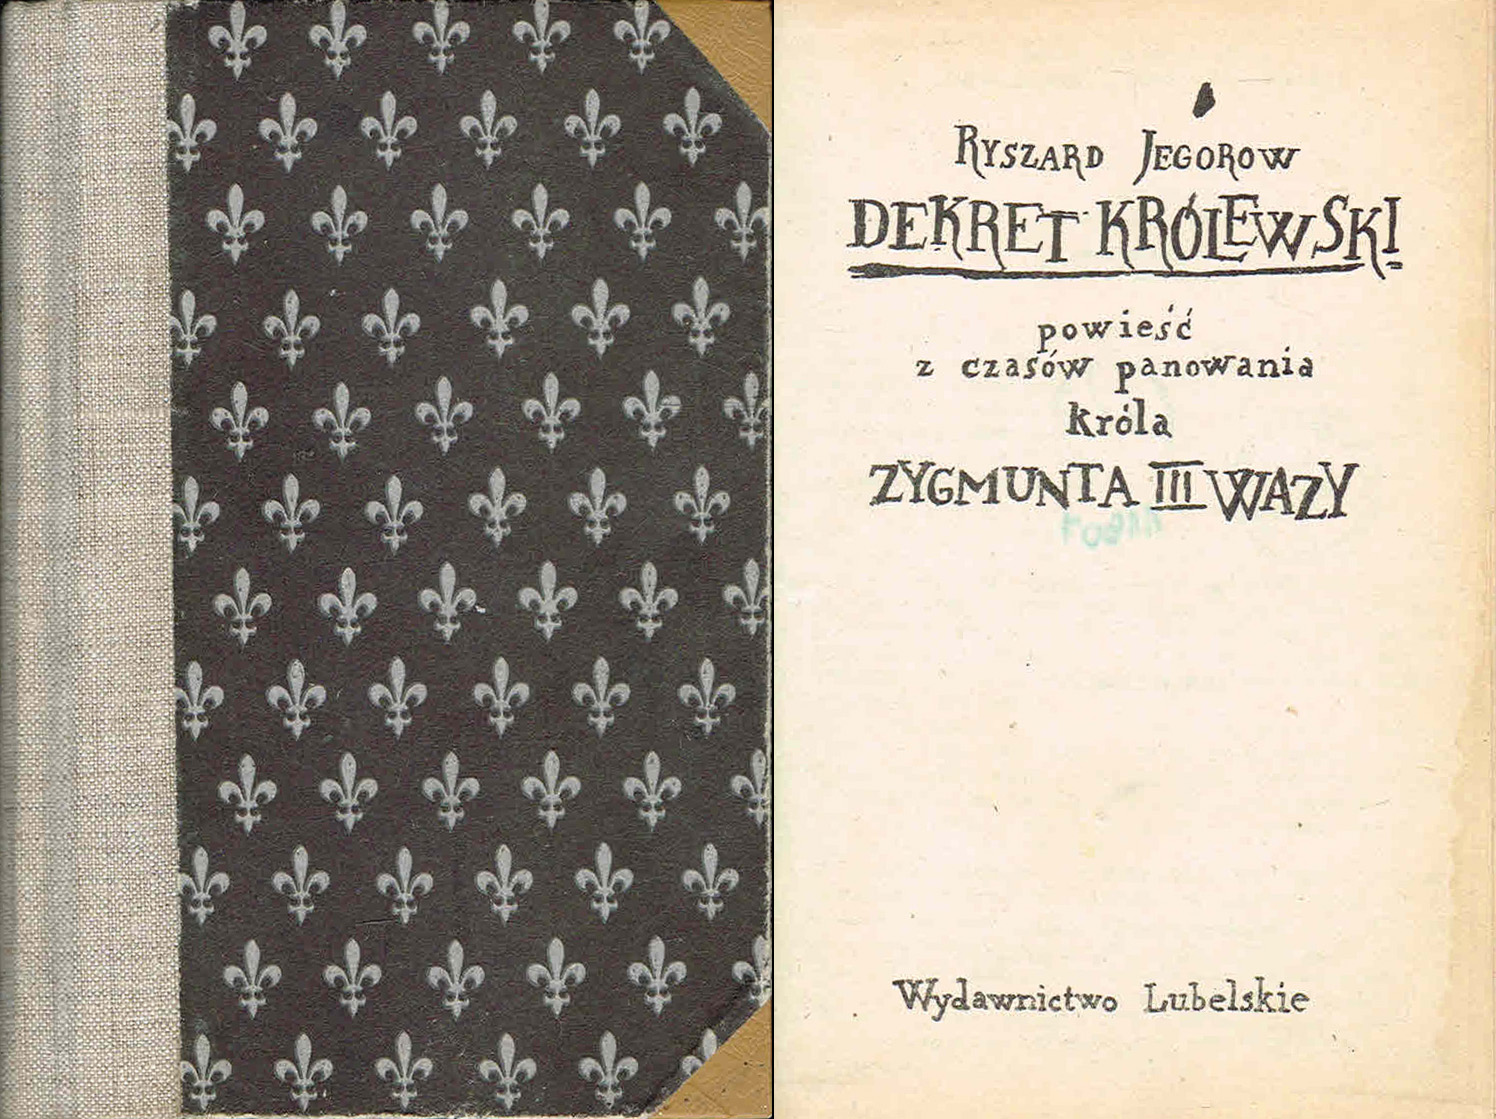 Ryszard Jegorow
DEKRET KRÓLEWSKI
powieść
z czasów panowania
króla
ZYGMUNTA III WAZY
Wydawnictwo Lubelskie